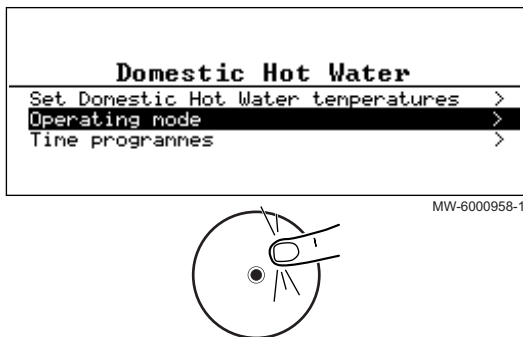 Domestic Hot Water
Set Domestic Hot Water temperatures >
Operating mode >
Time programmes >
MW-6000958-1